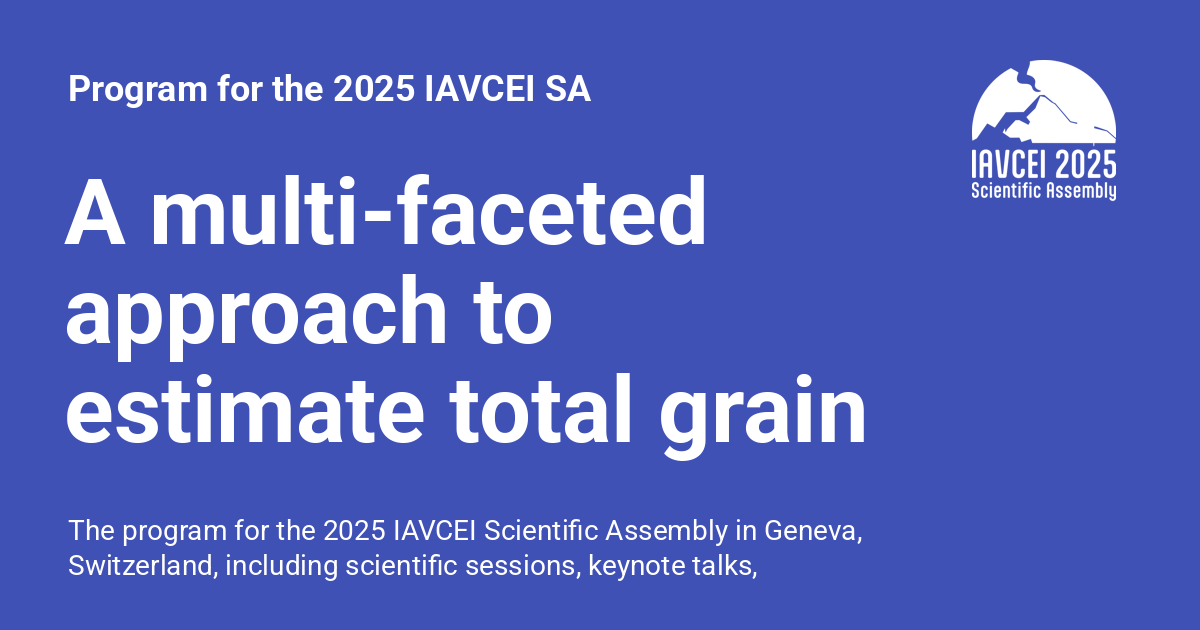 Program for the 2025 IAVCEI SA
IAVCEI 2025
Scientific Assembly
A multi-faceted
approach to
estimate total grain
The program for the 2025 IAVCEI Scientific Assembly in Geneva,
Switzerland, including scientific sessions, keynote talks,